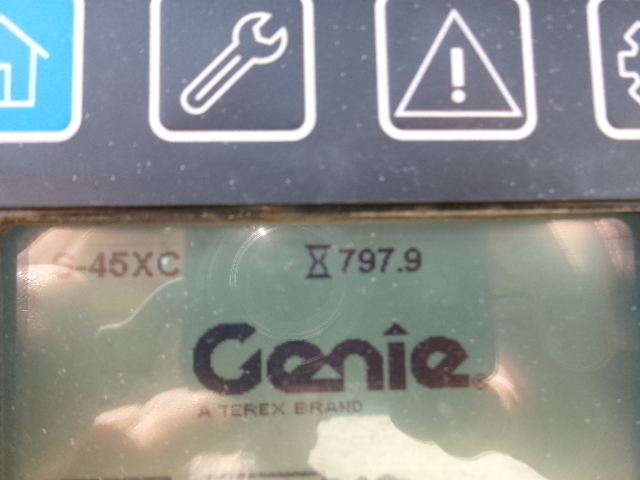 S-45XC
797.9
Genie®
A TEREX BRAND